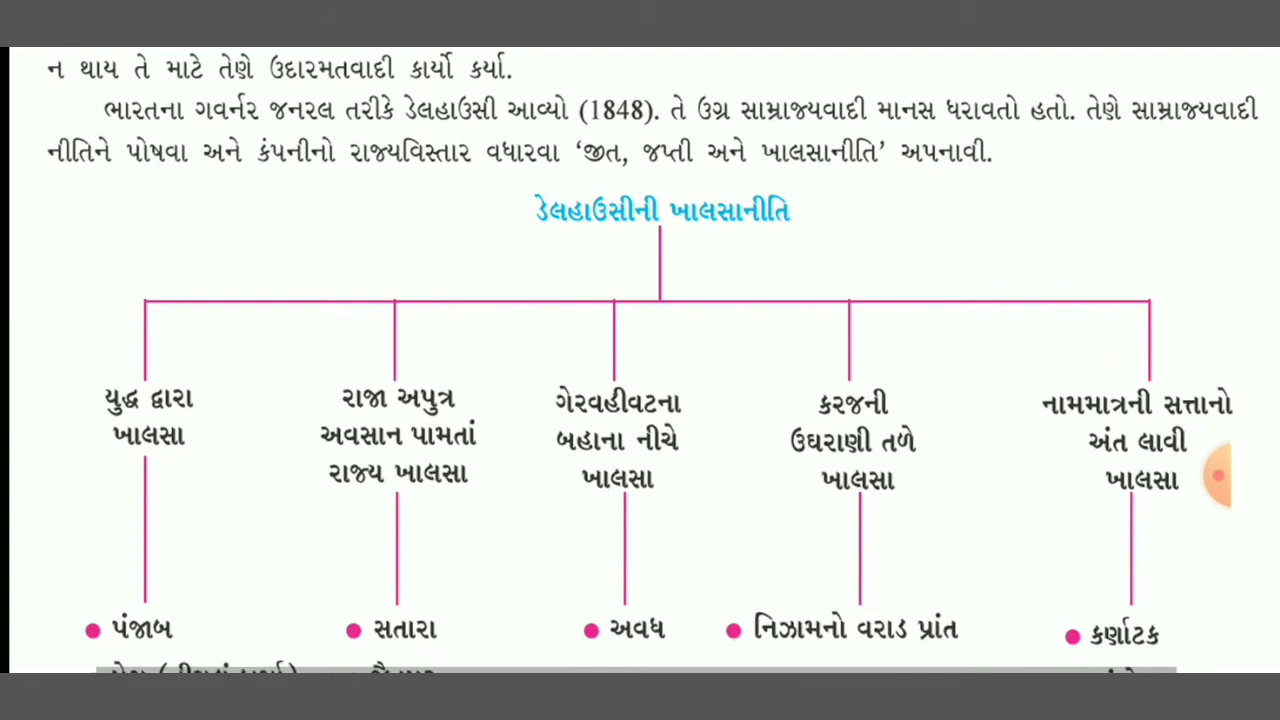 ન થાય તે માટે તેણે ઉદારમતવાદી કાર્યો કર્યાં.
ભારતના ગવર્નર જનરલ તરીકે ડેલહાઉસી આવ્યો (1848). તે ઉગ્ર સામ્રાજ્યવાદી માનસ ધરાવતો હતો. તેણે સામ્રાજ્યવાદી
નીતિને પોષવા અને કંપનીનો રાજ્યવિસ્તાર વધારવા ‘જીત, જપ્તી અને ખાલસાનીતિ’ અપનાવી.
ડેલહાઉસીની ખાલસાનીતિ
યુદ્ધ દ્વારા
ખાલસા
રાજા અપુત્ર
અવસાન પામતાં
રાજ્ય ખાલસા
ગેરવહીવટના
બહાના નીચે
ખાલસા
કરજની
ઉઘરાણી તળે
ખાલસા
નામમાત્રની સત્તાનો
અંત લાવી
ખાલસા
પંજાબ
સતારા
અવધ
નિઝામનો વરાડ પ્રાંત
કર્ણાટક